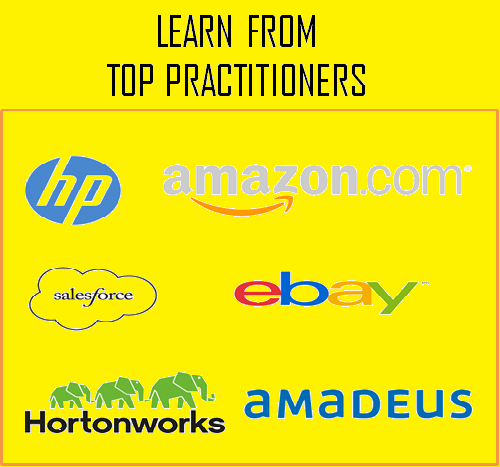 LEARN FROM
TOP PRACTITIONERS
hp
amazon.com
salesforce
ebay
Hortonworks
amadeus